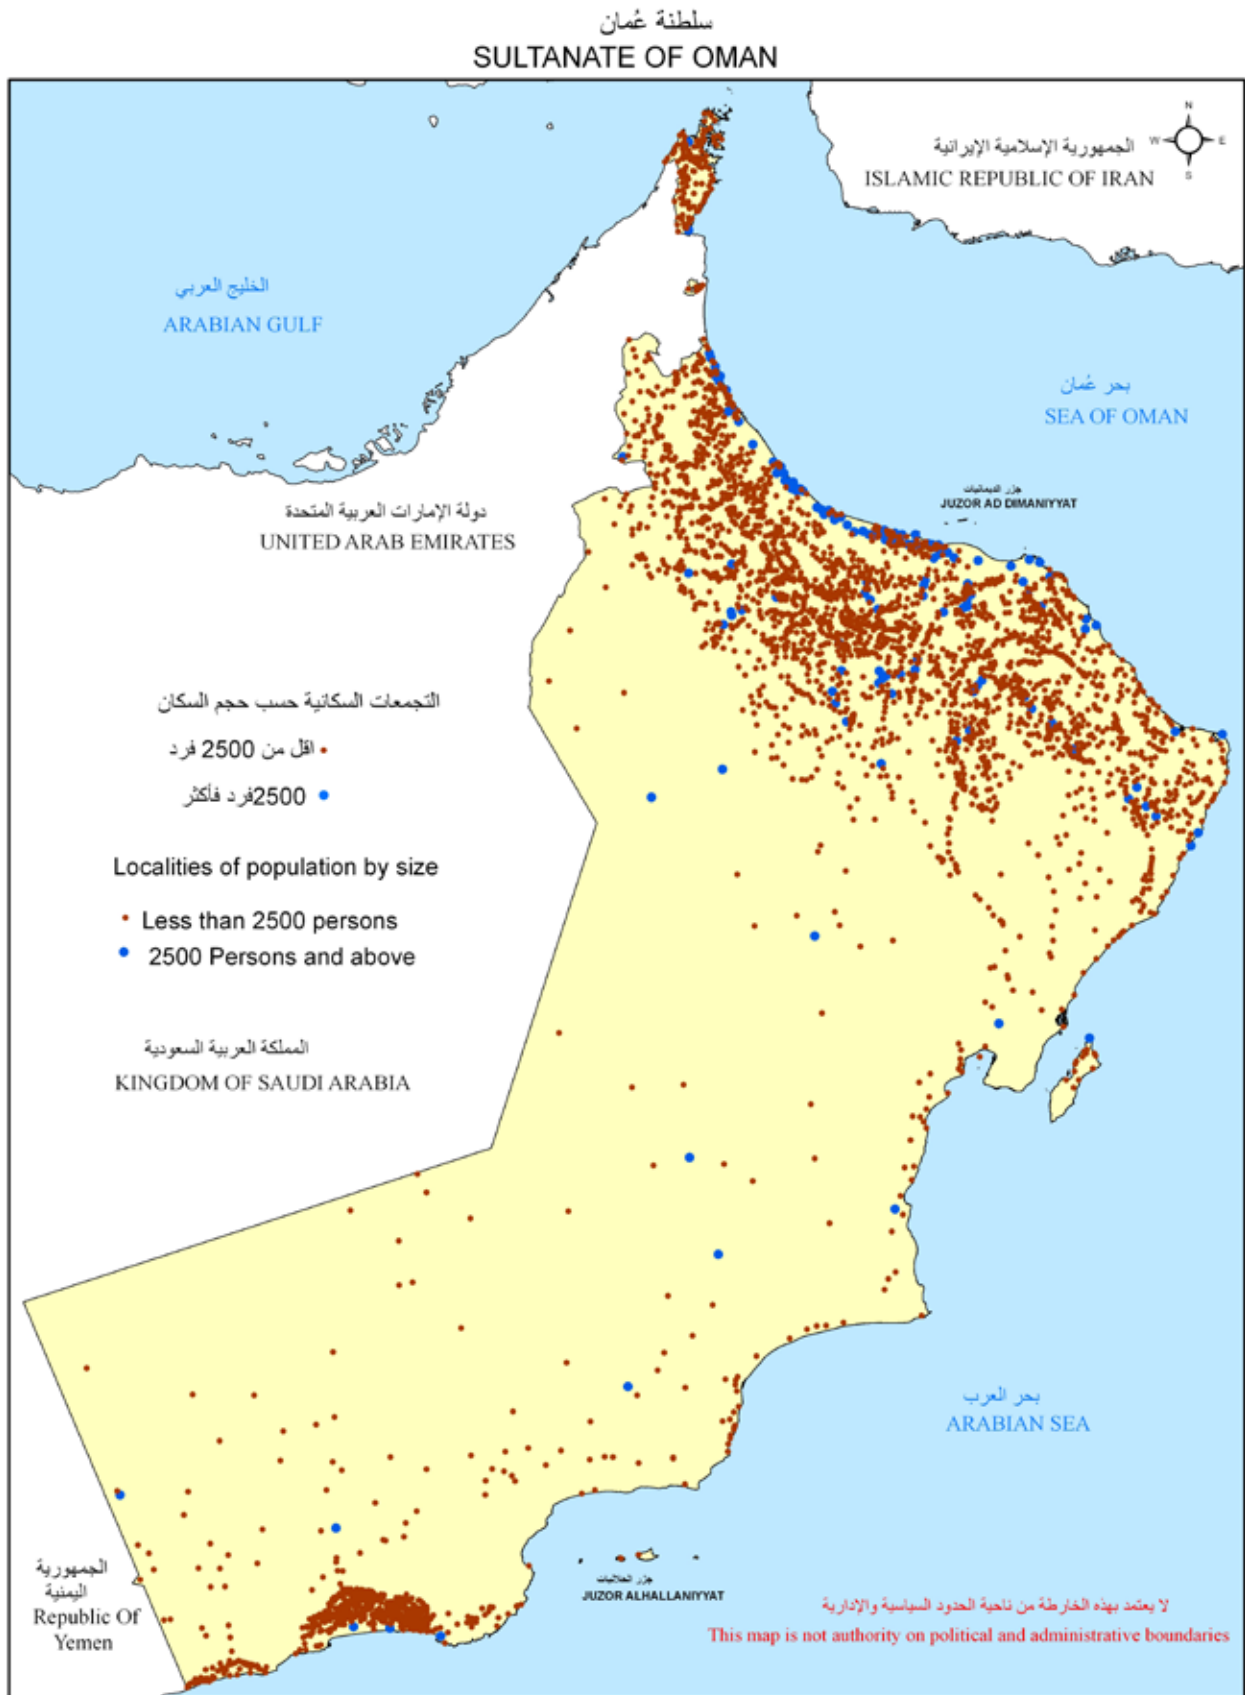 سلطنة عُمان
SULTANATE OF OMAN
N
W
E
S
الجمهورية الإسلامية الإيرانية
ISLAMIC REPUBLIC OF IRAN
الخليج العربي
ARABIAN GULF
بحر عُمان
SEA OF OMAN
جزر الديمانيات
JUZOR AD DIMANIYYAT
دولة الإمارات العربية المتحدة
UNITED ARAB EMIRATES
التجمعات السكانية حسب حجم السكان
اقل من 2500 فرد
2500فرد فأكثر
Localities of population by size
Less than 2500 persons
2500 Persons and above
المملكة العربية السعودية
KINGDOM OF SAUDI ARABIA
بحر العرب
ARABIAN SEA
الجمهورية
اليمنية
Republic Of
Yemen
جزر الحلانيات
JUZOR ALHALLANIYYAT
لا يعتمد بهذه الخارطة من ناحية الحدود السياسية والإدارية
This map is not authority on political and administrative boundaries